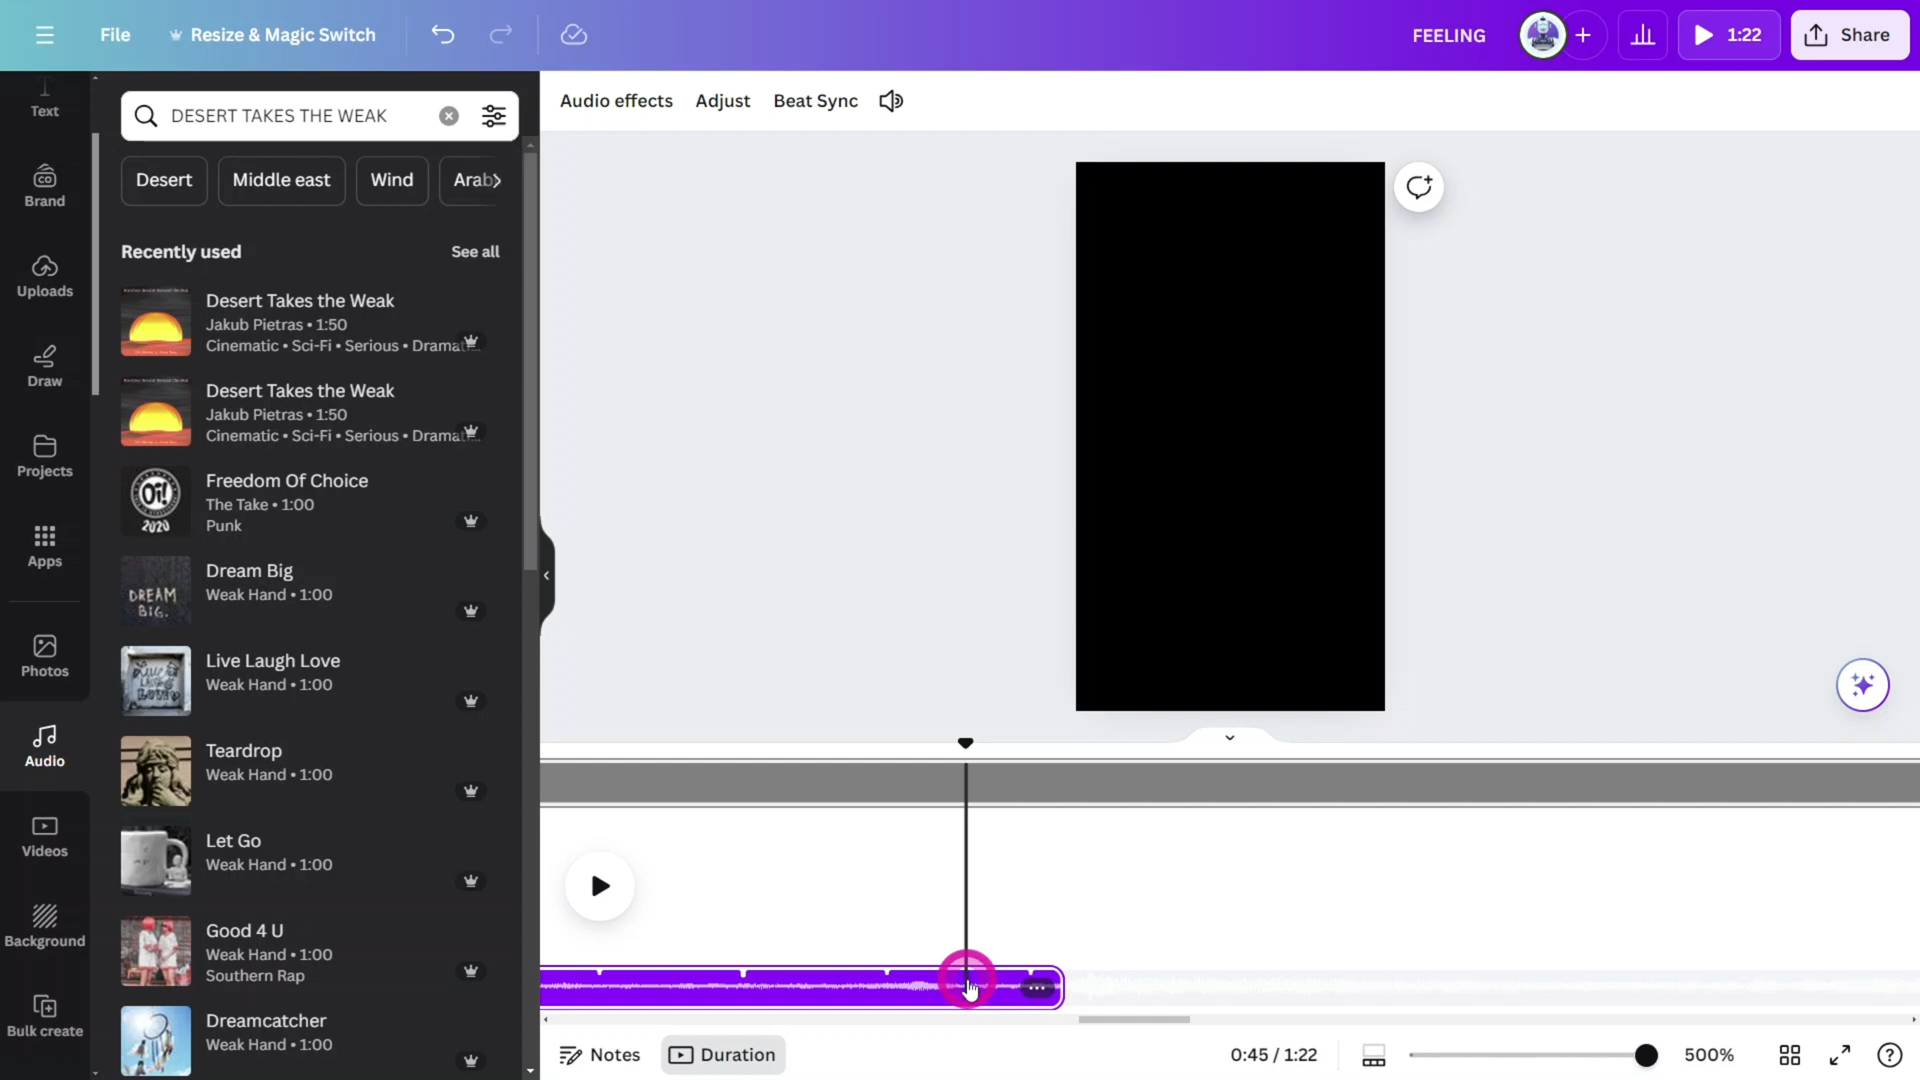 File
Resize & Magic Switch
FEELING
1:22
Share
Text
Brand
Uploads
Draw
Projects
Apps
Photos
Audio
Videos
Background
Bulk create
DESERT TAKES THE WEAK
Desert
Middle east
Wind
Arab
Recently used
See all
Desert Takes the Weak
Jakub Pietras • 1:50
Cinematic • Sci-Fi • Serious • Dramat...
Desert Takes the Weak
Jakub Pietras • 1:50
Cinematic • Sci-Fi • Serious • Dramat...
Oi!
2020
Freedom Of Choice
The Take • 1:00
Punk
DREAM
BIG.
Dream Big
Weak Hand • 1:00
Live Laugh Love
Weak Hand • 1:00
Teardrop
Weak Hand • 1:00
Let Go
Weak Hand • 1:00
Good 4 U
Weak Hand • 1:00
Southern Rap
Dreamcatcher
Weak Hand • 1:00
Audio effects
Adjust
Beat Sync
Notes
Duration
0:45 / 1:22
500%